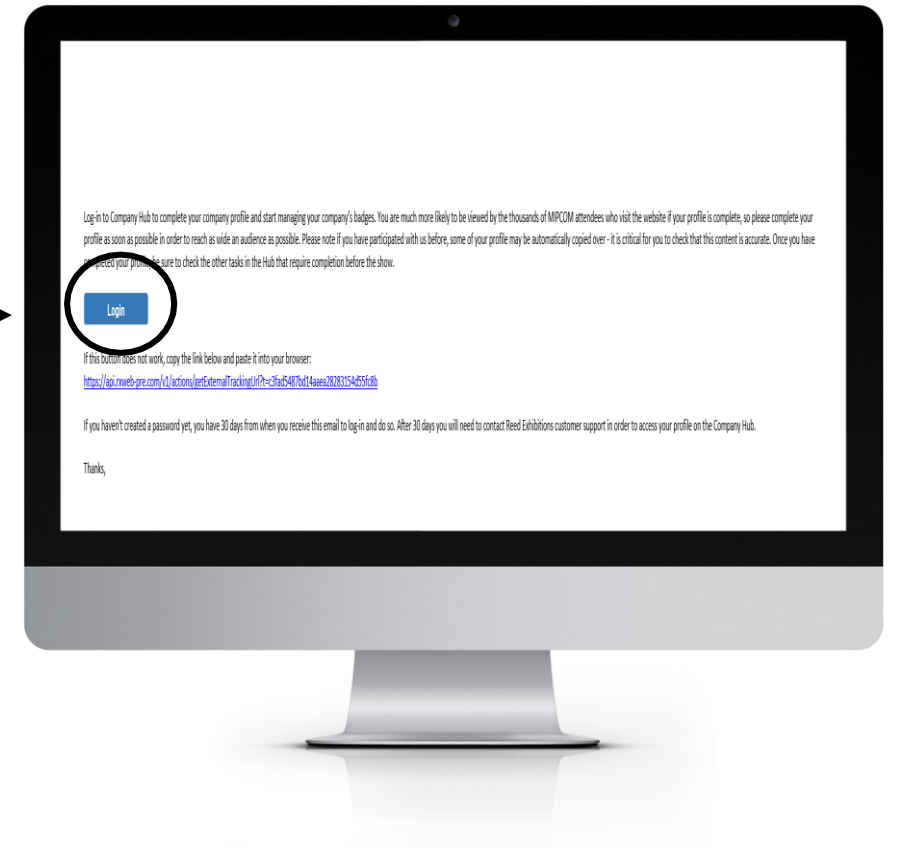 Log-in to Company Hub to complete your company profile and start managing your company's badges. You are much more likely to be viewed by the thousands of MIPCOM attendees who visit the website if your profile is complete, so please complete your
profile as soon as possible in order to reach as wide an audience as possible. Please note if you have participated with us before, some of your profile may be automatically copied over - it is critical for you to check that this content is accurate. Once you have
completed your profile, be sure to check the other tasks in the Hub that require completion before the show.
Login
If this button does not work, copy the link below and paste it into your browser:
https://api.rxweb-pre.com/v1/actions/getExternalTrackingUrl?t=c3fad5487bd14aaea28283154d55fc8b
If you haven't created a password yet, you have 30 days from when you receive this email to log-in and do so. After 30 days you will need to contact Reed Exhibitions customer support in order to access your profile on the Company Hub.
Thanks,